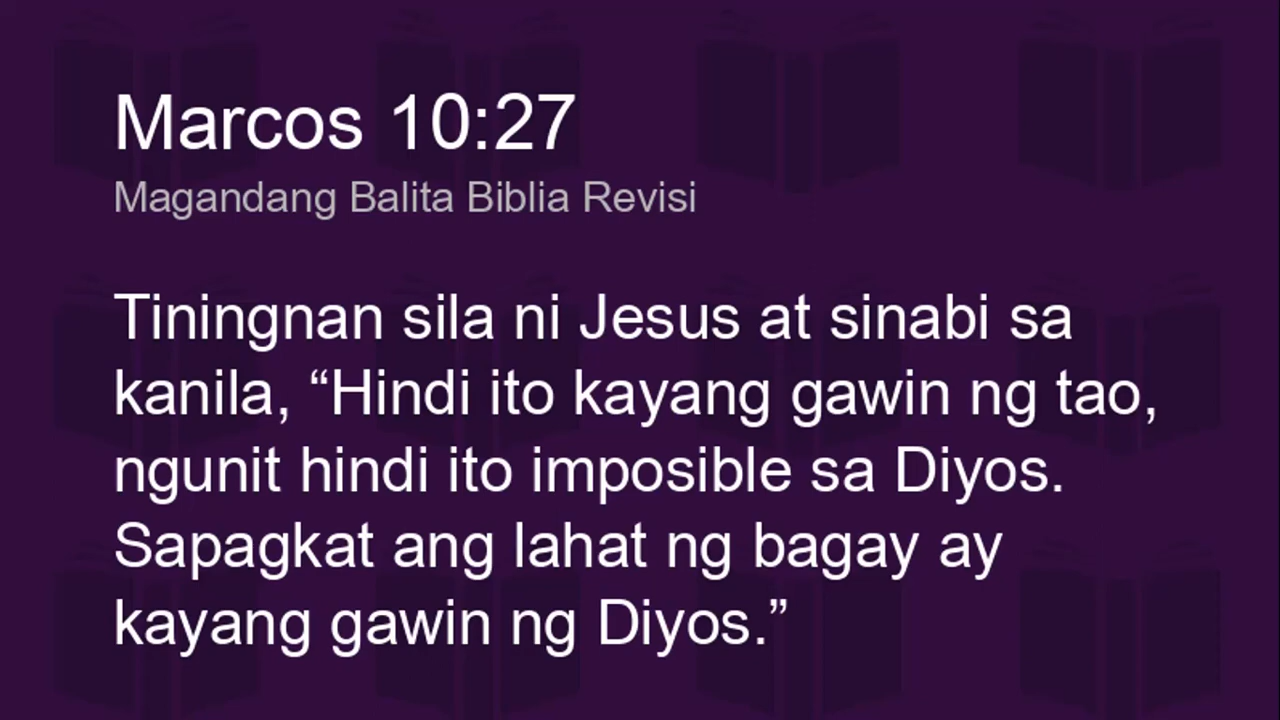 Marcos 10:27
Magandang Balita Biblia Revisi
Tiningnan sila ni Jesus at sinabi sa
kanila, “Hindi ito kayang gawin ng tao,
ngunit hindi ito imposible sa Diyos.
Sapagkat ang lahat ng bagay ay
kayang gawin ng Diyos.”